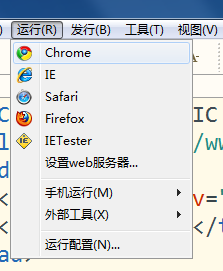 运行(R) 发行(B) 工具(T) 视图(V)
Chrome
IE
Safari
Firefox
IETester
设置web服务器...
手机运行(M)
外部工具(X)
运行配置(N)...